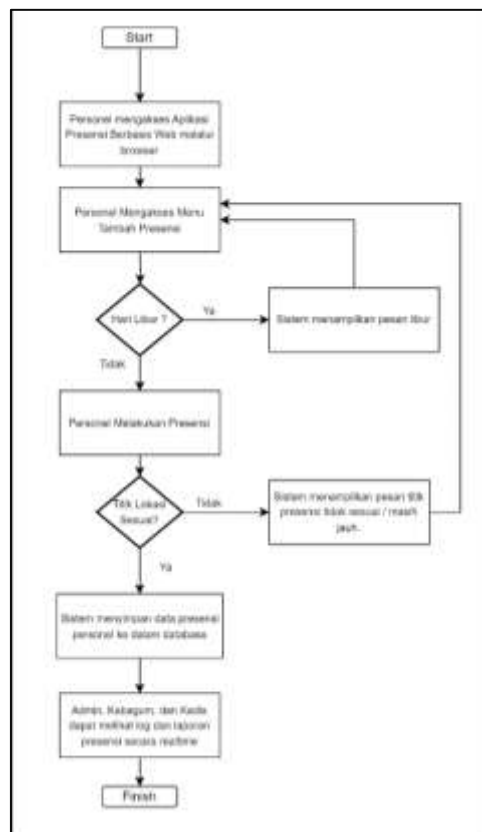 Start
Personel mengakses Aplikasi
Presensi Berbasis Web melalui
browser
Personel Mengakses Menu
Tambah Presensi
Hari Libur ?
Ya
Sistem menampilkan pesan libur
Tidak
Personel Melakukan Presensi
Titik Lokasi
Sesuai?
Tidak
Sistem menampilkan pesan titik
presensi tidak sesuai / masih
jauh.
Ya
Sistem menyimpan data presensi
personel ke dalam database
Admin, Kabagum, dan
dapat melihat log dan laporan
presensi secara realtime
Finish